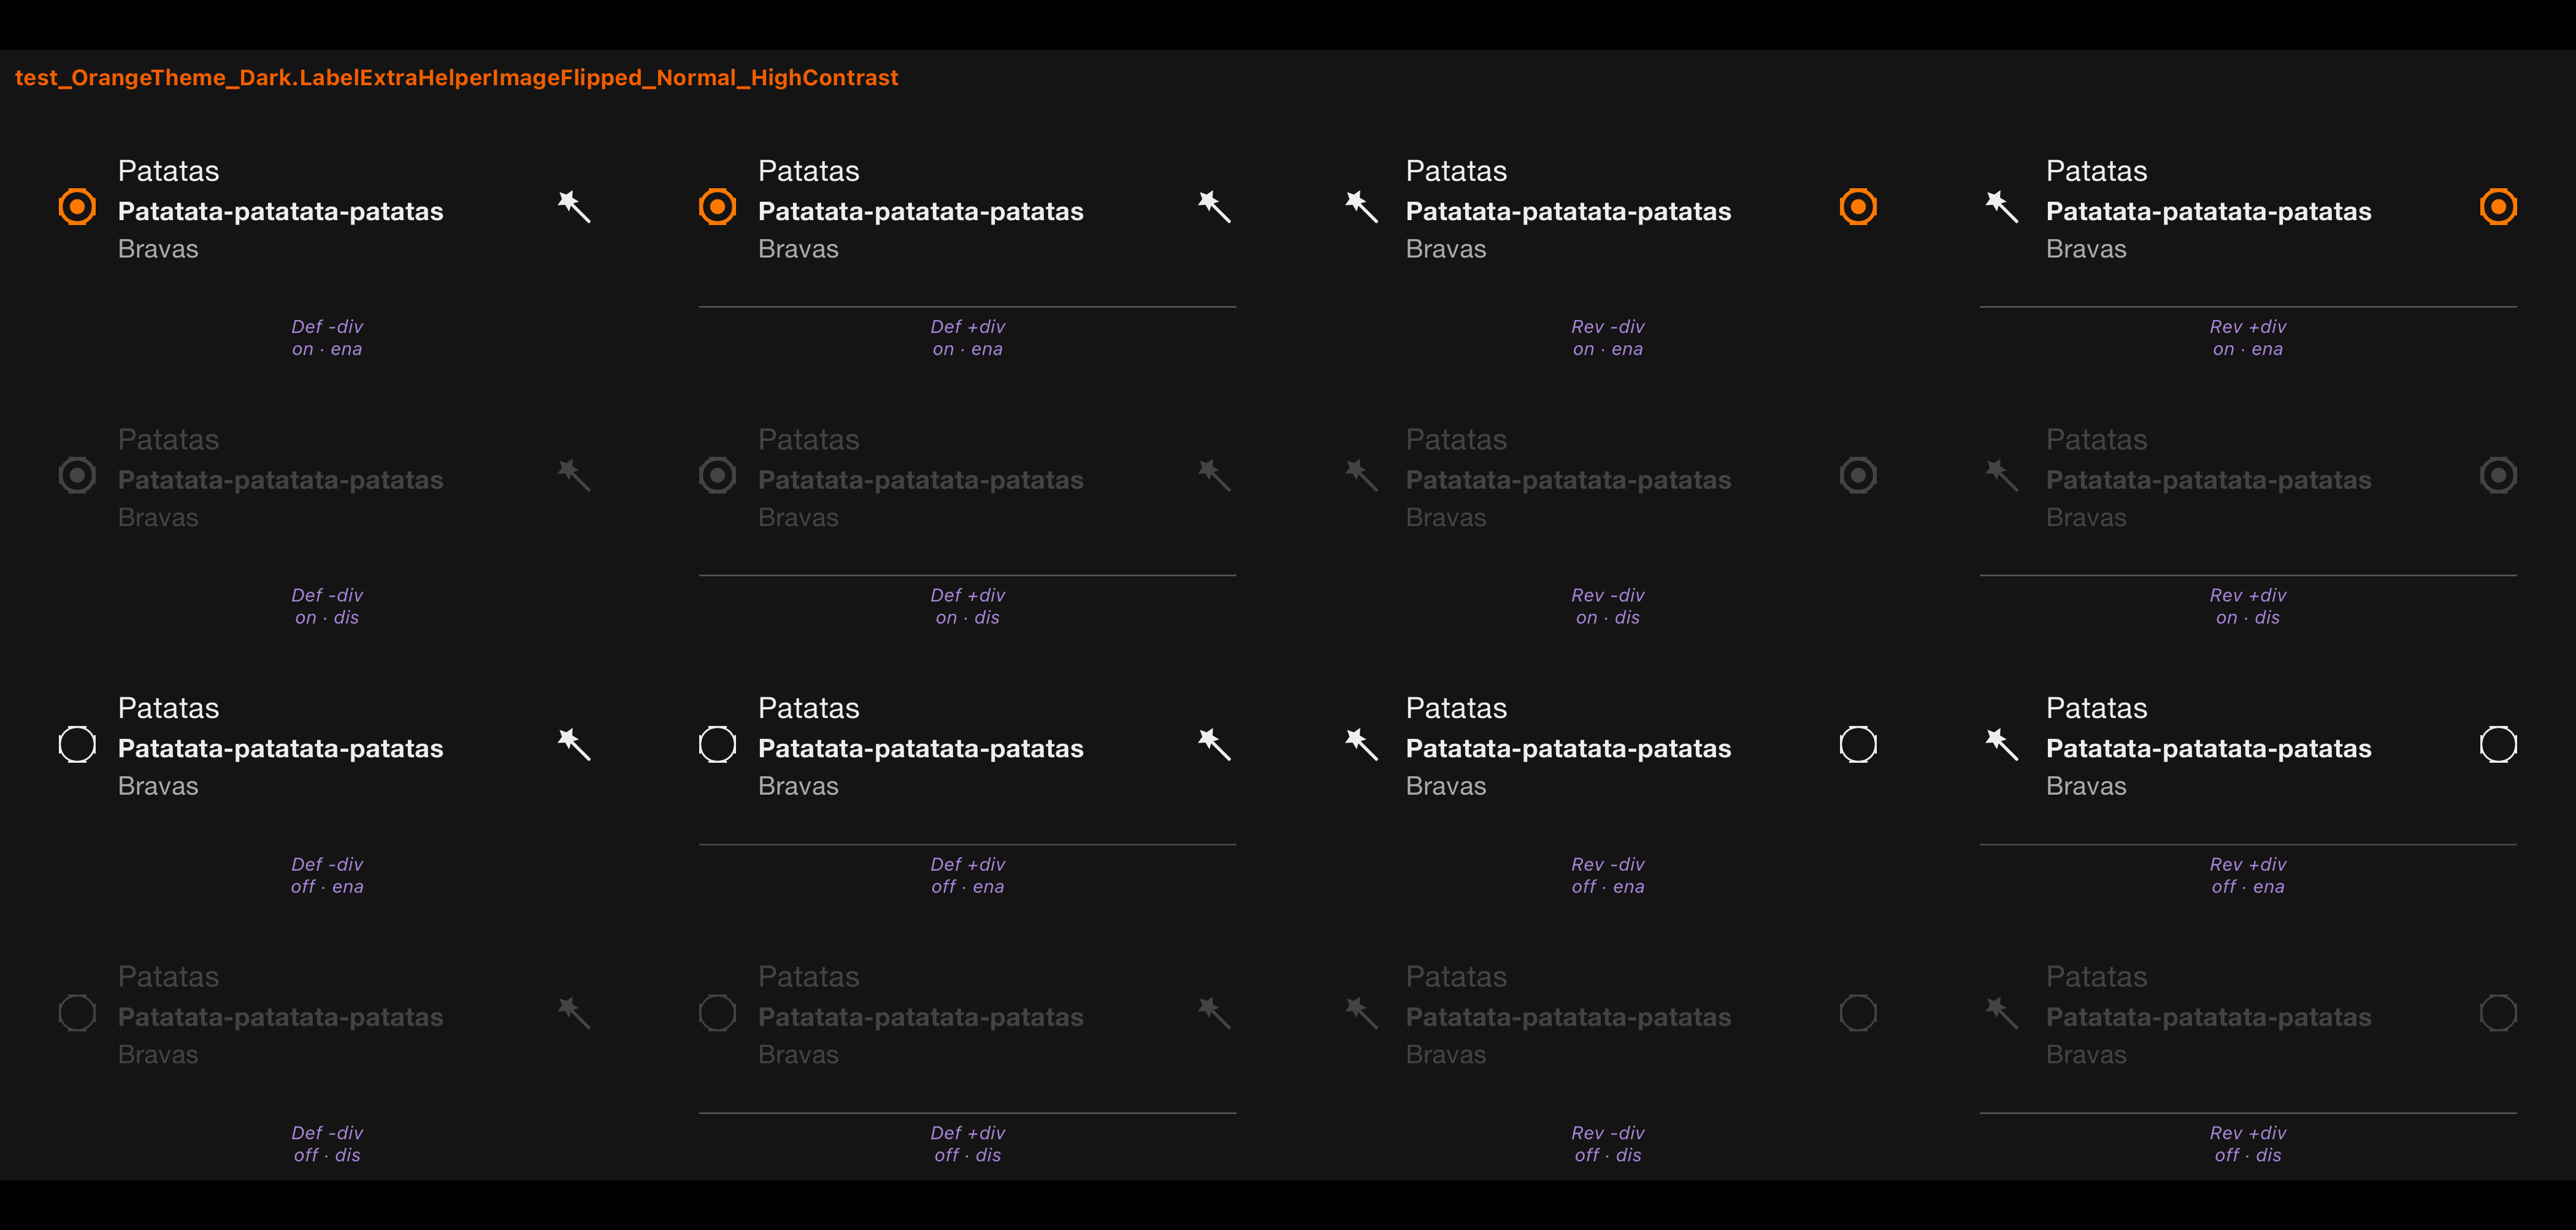 test_OrangeTheme_Dark.LabelExtraHelperImageFlipped_Normal_HighContrast
Patatas
Patatata-patatata-patatas
Bravas
Def -div
on · ena
Patatas
Patatata-patatata-patatas
Bravas
Def +div
on · ena
Patatas
Patatata-patatata-patatas
Bravas
Rev -div
on · ena
Patatas
Patatata-patatata-patatas
Bravas
Rev +div
on · ena
Patatas
Patatata-patatata-patatas
Bravas
Def -div
on · dis
Patatas
Patatata-patatata-patatas
Bravas
Def +div
on · dis
Patatas
Patatata-patatata-patatas
Bravas
Rev -div
on · dis
Patatas
Patatata-patatata-patatas
Bravas
Rev +div
on · dis
Patatas
Patatata-patatata-patatas
Bravas
Def -div
off · ena
Patatas
Patatata-patatata-patatas
Bravas
Def +div
off · ena
Patatas
Patatata-patatata-patatas
Bravas
Rev -div
off · ena
Patatas
Patatata-patatata-patatas
Bravas
Rev +div
off · ena
Patatas
Patatata-patatata-patatas
Bravas
Def -div
off · dis
Patatas
Patatata-patatata-patatas
Bravas
Def +div
off · dis
Patatas
Patatata-patatata-patatas
Bravas
Rev -div
off · dis
Patatas
Patatata-patatata-patatas
Bravas
Rev +div
off · dis